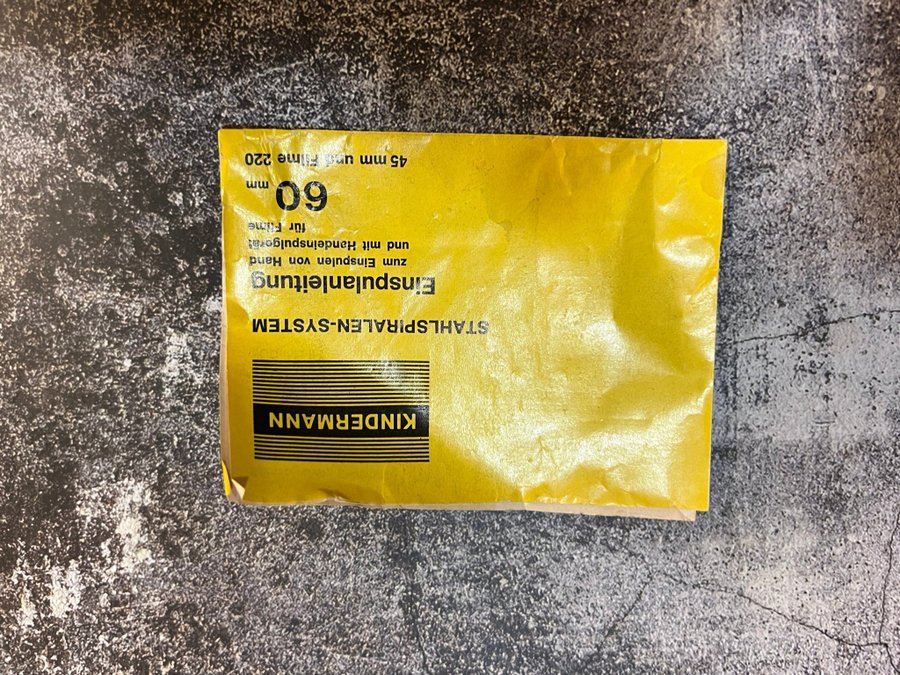 KINDERMANN
STAHLSPIRALEN-SYSTEM
Einspulanleitung
zum Einspulen von Hand
und mit Handeinspulgerät
für Filme
60 mm
45 mm und Filme 220